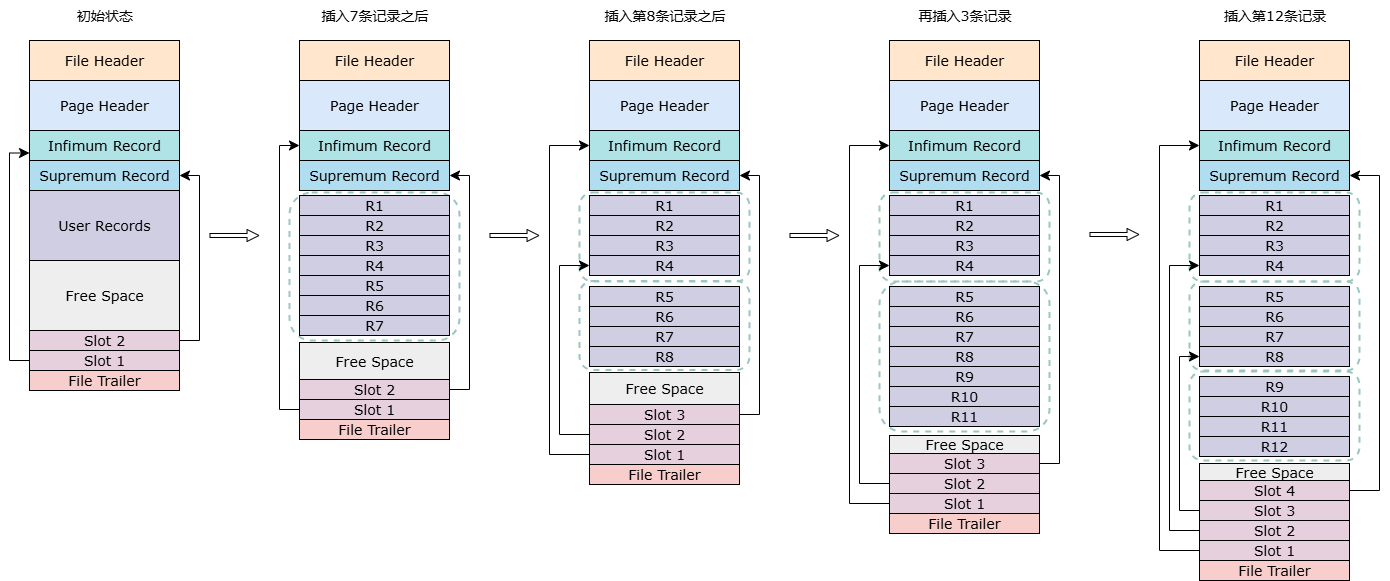 初始状态
File Header
Page Header
Infimum Record
Supremum Record
User Records
Free Space
Slot 2
Slot 1
File Trailer
插入7条记录之后
File Header
Page Header
Infimum Record
Supremum Record
R1
R2
R3
R4
R5
R6
R7
Free Space
Slot 2
Slot 1
File Trailer
插入第8条记录之后
File Header
Page Header
Infimum Record
Supremum Record
R1
R2
R3
R4
R5
R6
R7
R8
Free Space
Slot 3
Slot 2
Slot 1
File Trailer
再插入3条记录
File Header
Page Header
Infimum Record
Supremum Record
R1
R2
R3
R4
R5
R6
R7
R8
R9
R10
R11
Free Space
Slot 3
Slot 2
Slot 1
File Trailer
插入第12条记录
File Header
Page Header
Infimum Record
Supremum Record
R1
R2
R3
R4
R5
R6
R7
R8
R9
R10
R11
R12
Free Space
Slot 4
Slot 3
Slot 2
Slot 1
File Trailer